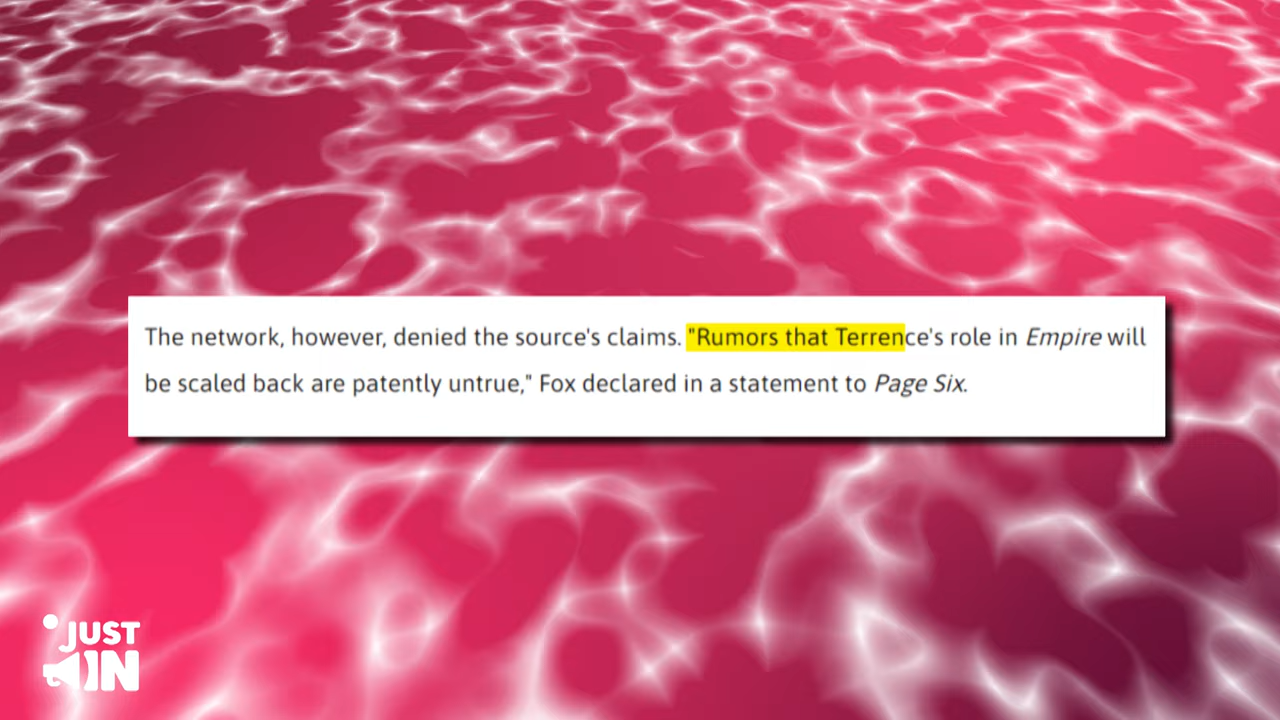 The network, however, denied the source's claims. "Rumors that Terrence's role in Empire will
be scaled back are patently untrue," Fox declared in a statement to Page Six.
JUST
IN